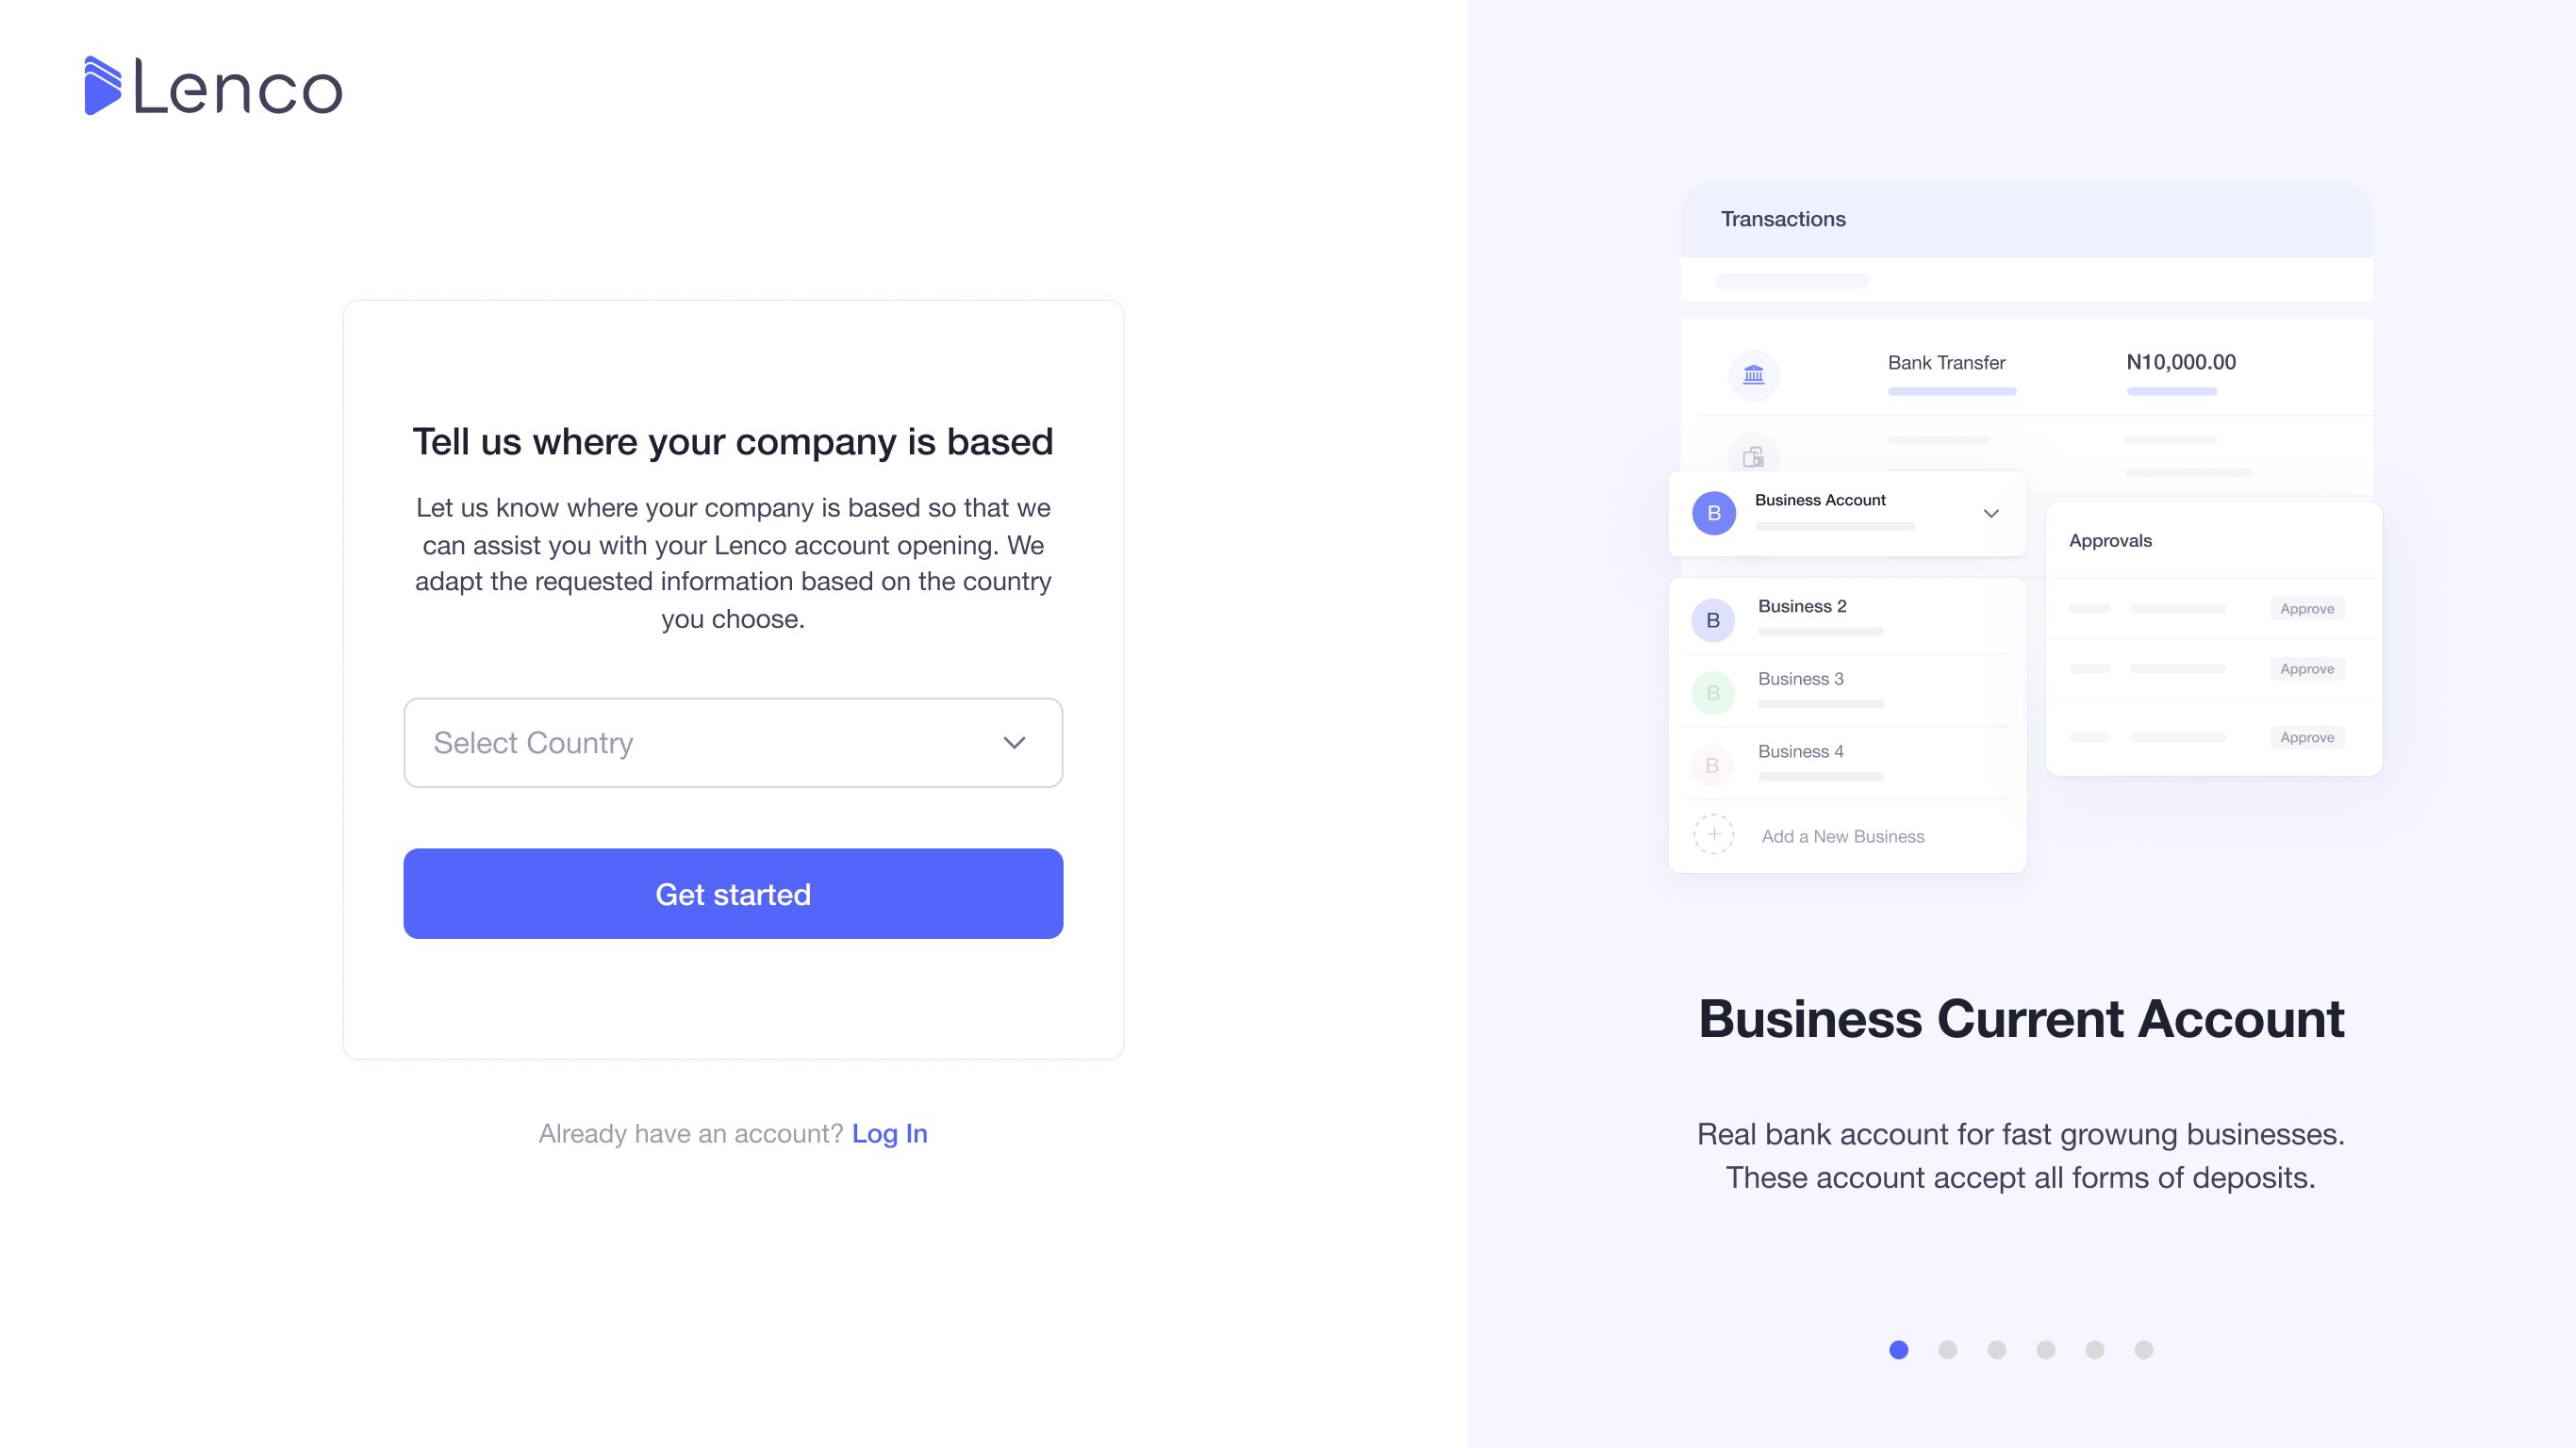 Lenco
Tell us where your company is based
Let us know where your company is based so that we
can assist you with your Lenco account opening. We
adapt the requested information based on the country
you choose.
Select Country
Get started
Already have an account? Log In
Transactions
Bank Transfer N10,000.00
B Business Account
B Business 2
B Business 3
B Business 4
Add a New Business
Approvals
Approve
Approve
Approve
Business Current Account
Real bank account for fast growung businesses.
These account accept all forms of deposits.